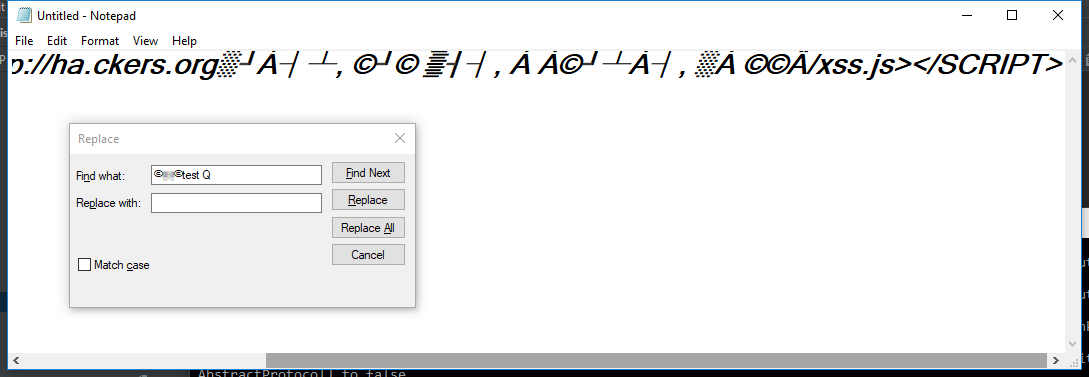 Untitled - Notepad
File Edit Format View Help
://ha.ckers.org▒┘Á┤┴, ©┘© ▓┤┤, Á Á©┘┴Á┤, ▒Á ©©Ä/xss.js></SCRIPT>
Replace
Find what: ©▒▒©test Q
Find Next
Replace with:
Replace
Replace All
Cancel
Match case
AbstractProtocol] to false